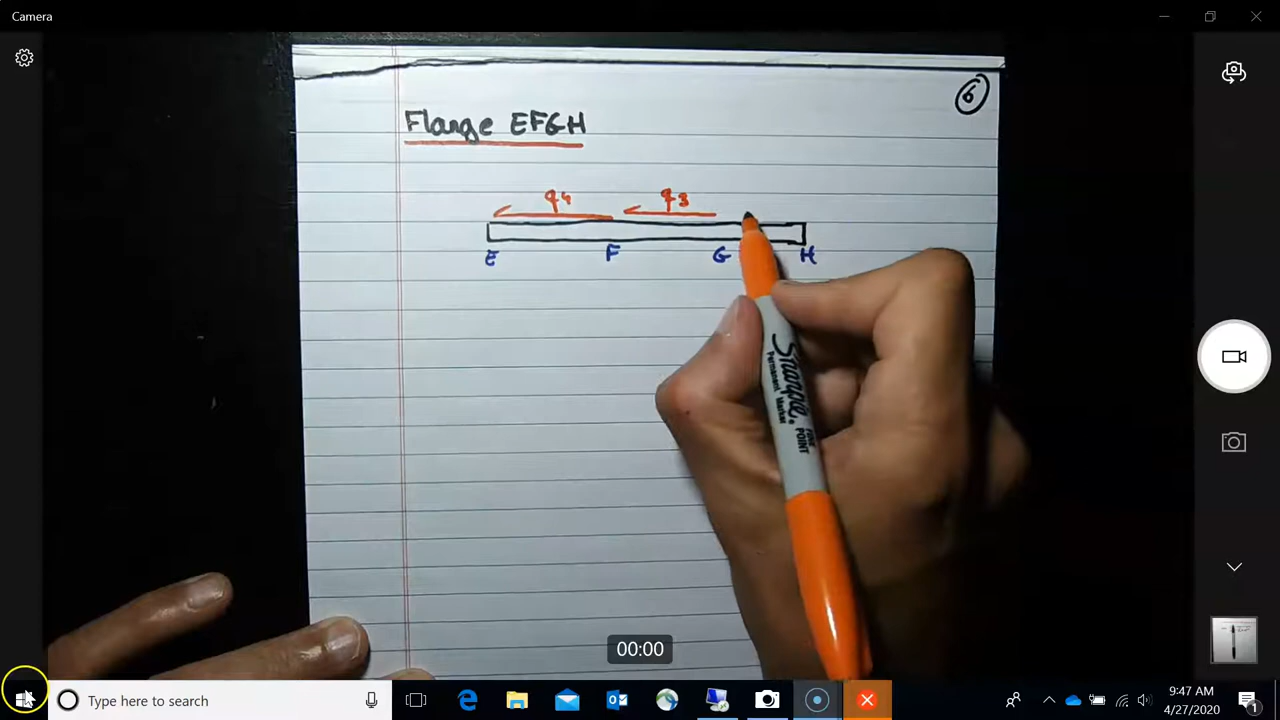 Camera
6
Flange EFGH
q4 q3
E F G H
Sharpie.
Permanent Marker
FINE
POINT
00:00
Type here to search
9:47 AM
4/27/2020
1